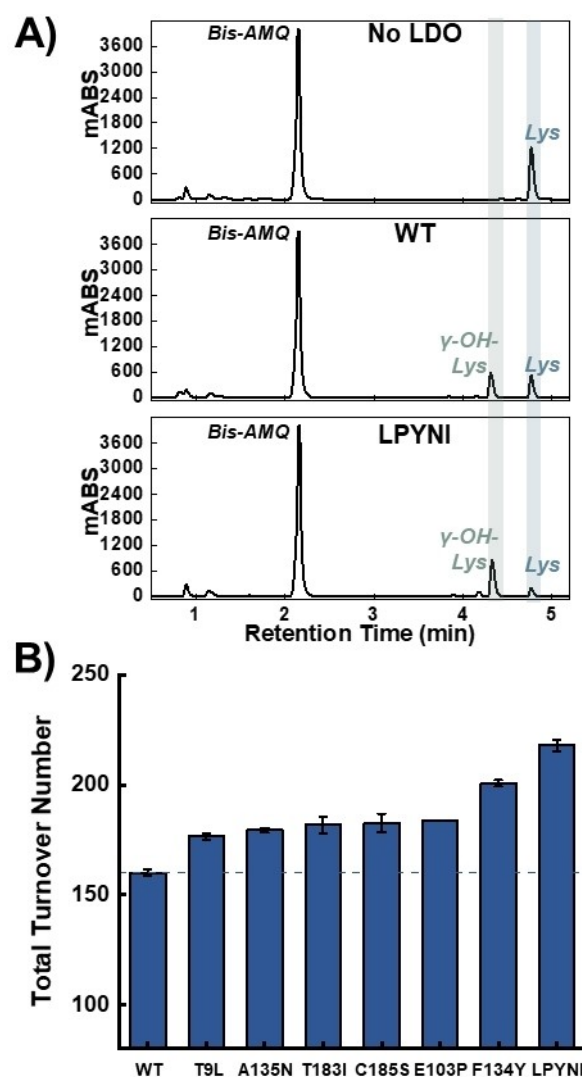 A)
No LDO
Bis-AMQ
Lys
mABS
3600
3000
2400
1800
1200
600
0
WT
Bis-AMQ
γ-OH-
Lys
Lys
mABS
3600
3000
2400
1800
1200
600
0
LPYNI
Bis-AMQ
γ-OH-
Lys
Lys
mABS
3600
3000
2400
1800
1200
600
0
1 2 3 4 5
Retention Time (min)
B)
Total Turnover Number
250
200
150
100
WT T9L A135N T183I C185S E103P F134Y LPYNI